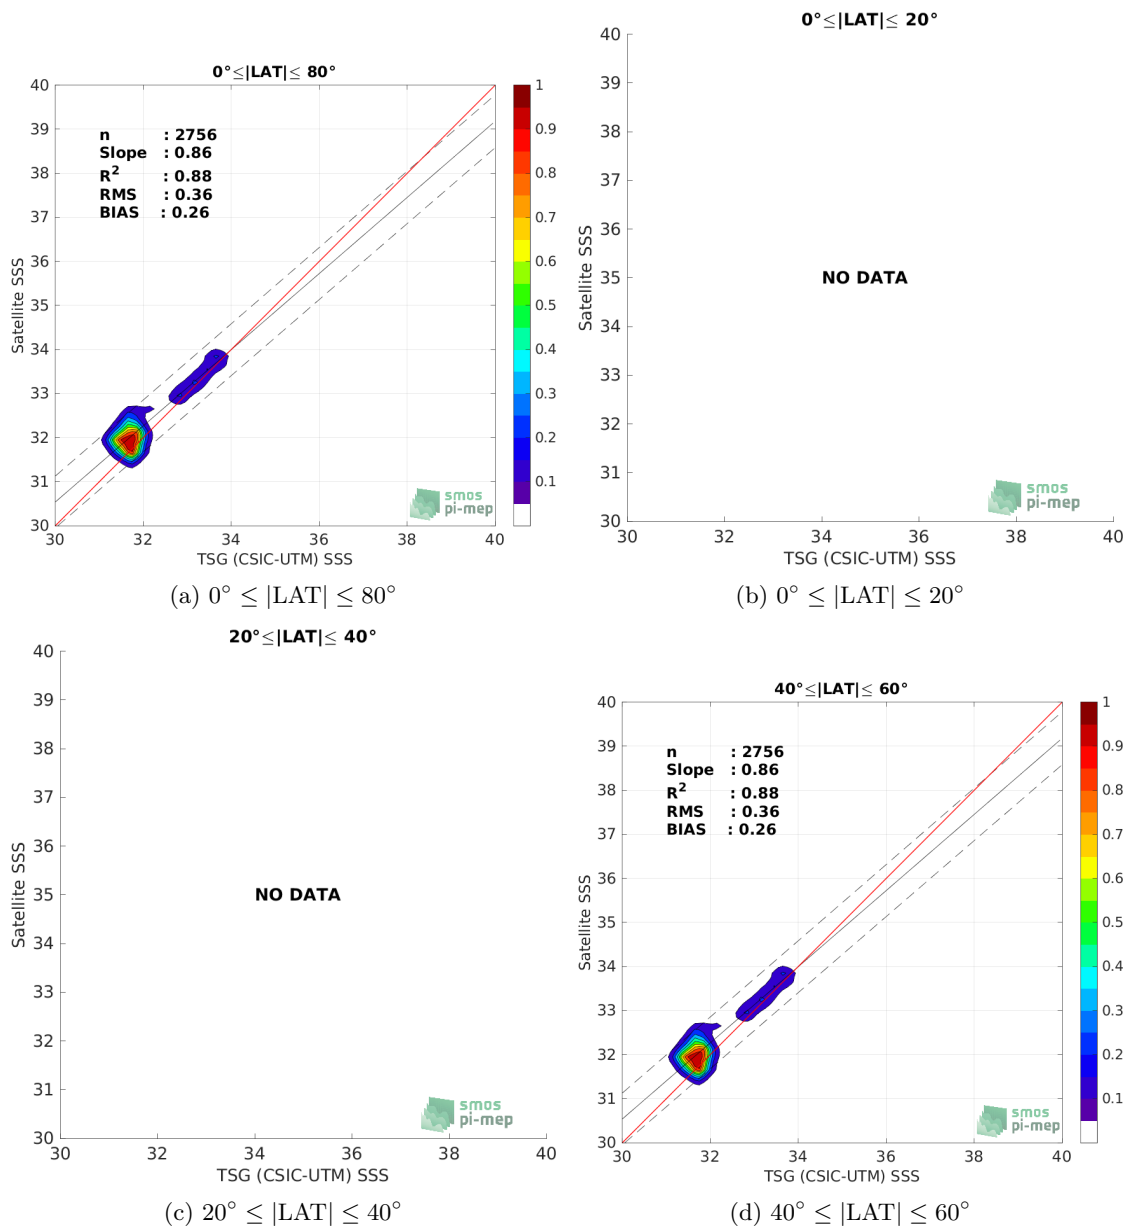 0°≤|LAT|≤ 80°
40
39
38
37
36
35
34
33
32
31
30
Satellite SSS
n : 2756
Slope : 0.86
R² : 0.88
RMS : 0.36
BIAS : 0.26
smos
pi-mep
30 32 34 36 38 40
TSG (CSIC-UTM) SSS
1
0.9
0.8
0.7
0.6
0.5
0.4
0.3
0.2
0.1
(a) 0° ≤ |LAT| ≤ 80°
0°≤|LAT|≤ 20°
40
39
38
37
36
35
34
33
32
31
30
Satellite SSS
NO DATA
smos
pi-mep
30 32 34 36 38 40
TSG (CSIC-UTM) SSS
(b) 0° ≤ |LAT| ≤ 20°
20°≤|LAT|≤ 40°
40
39
38
37
36
35
34
33
32
31
30
Satellite SSS
NO DATA
smos
pi-mep
30 32 34 36 38 40
TSG (CSIC-UTM) SSS
(c) 20° ≤ |LAT| ≤ 40°
40°≤|LAT|≤ 60°
40
39
38
37
36
35
34
33
32
31
30
Satellite SSS
n : 2756
Slope : 0.86
R² : 0.88
RMS : 0.36
BIAS : 0.26
smos
pi-mep
30 32 34 36 38 40
TSG (CSIC-UTM) SSS
1
0.9
0.8
0.7
0.6
0.5
0.4
0.3
0.2
0.1
(d) 40° ≤ |LAT| ≤ 60°